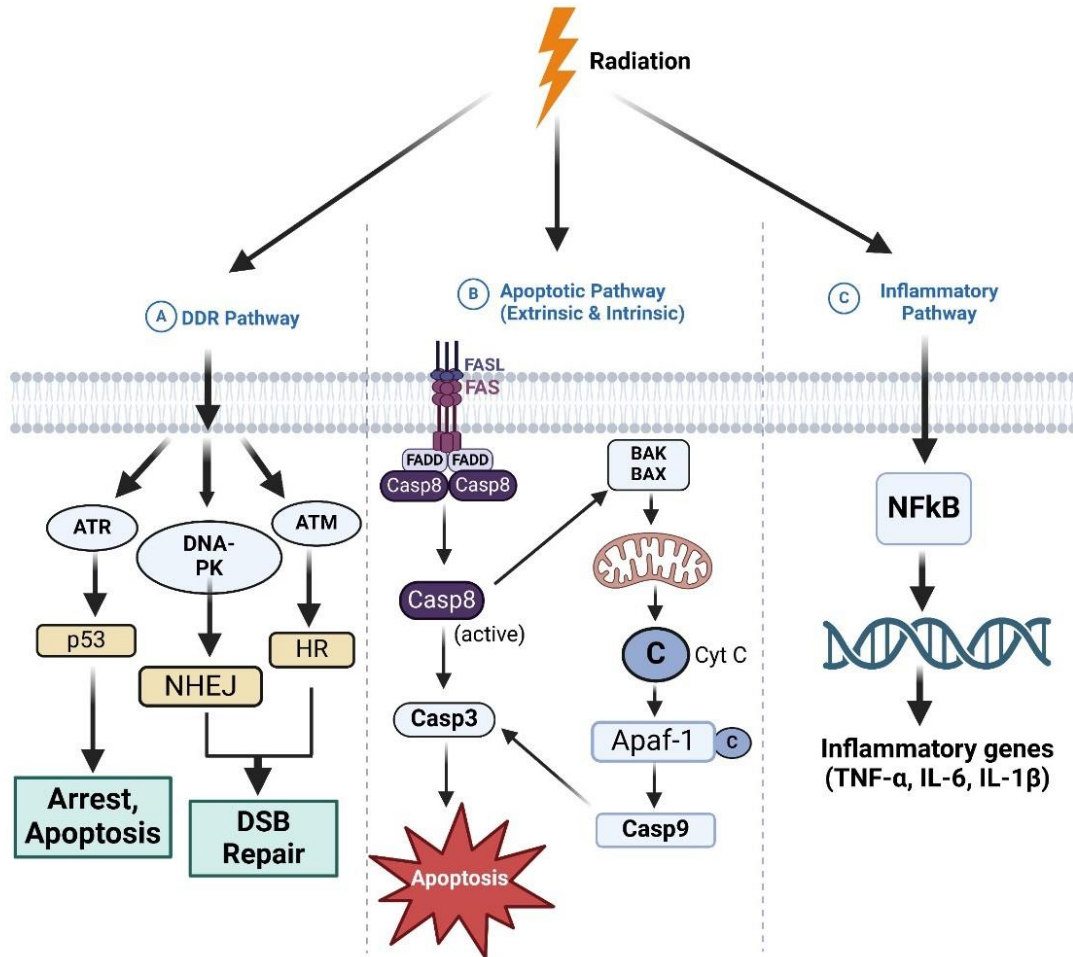 Radiation
A
DDR Pathway
ATR
DNA-
PK
ATM
p53
NHEJ
HR
Arrest,
Apoptosis
DSB
Repair
B
Apoptotic Pathway
(Extrinsic & Intrinsic)
FASL
FAS
FADD
FADD
Casp8
Casp8
Casp8
(active)
Casp3
Apoptosis
BAK
BAX
C
Cyt C
Apaf-1
C
Casp9
C
Inflammatory
Pathway
NFkB
Inflammatory genes
(TNF-α, IL-6, IL-1β)